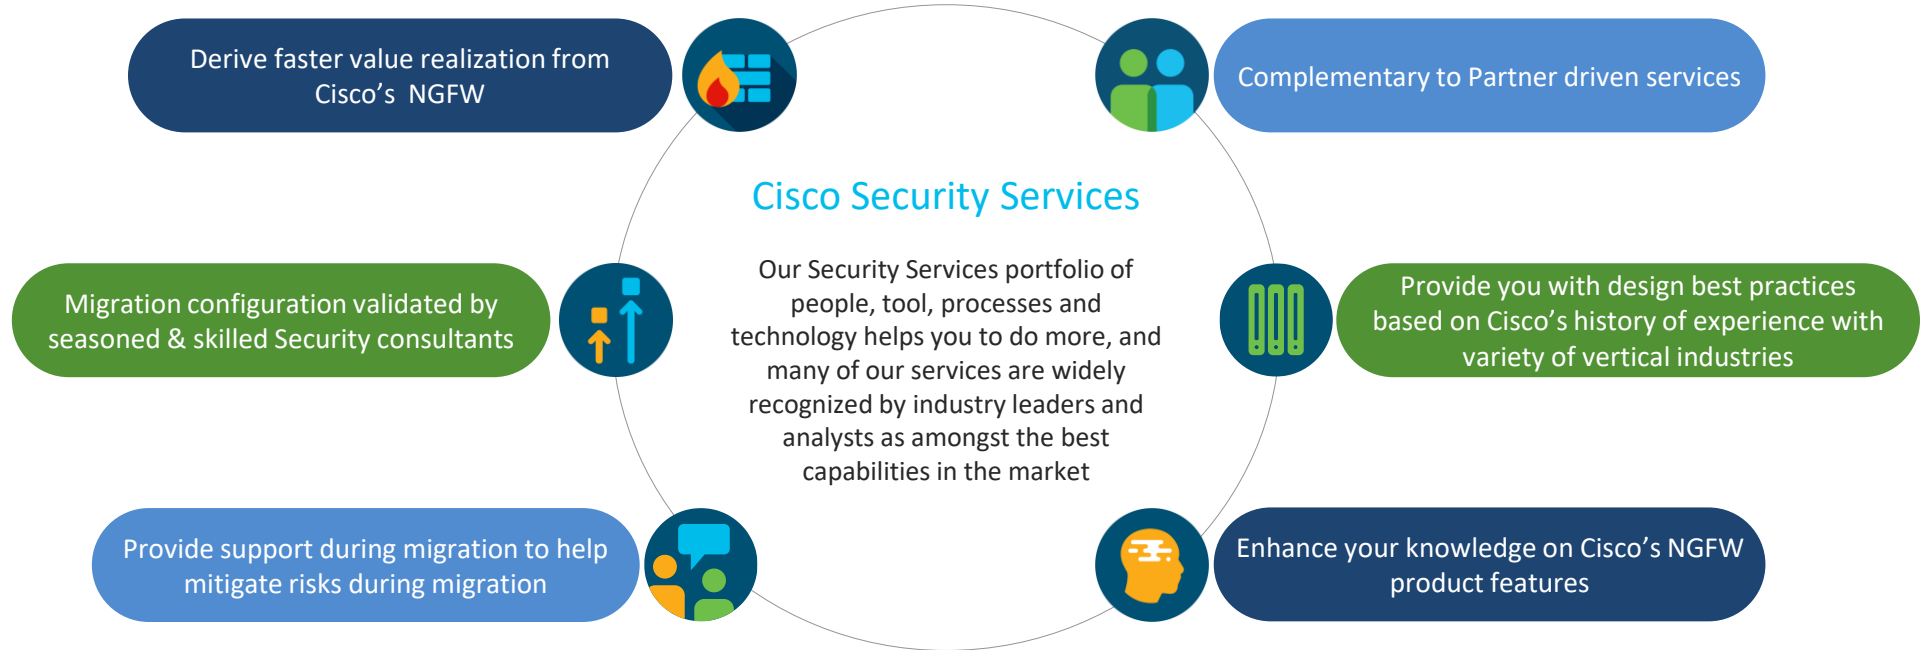 Derive faster value realization from
Cisco’s  NGFW
Complementary to Partner driven services
Cisco Security Services
Our Security Services portfolio of
people, tool, processes and
technology helps you to do more, and
many of our services are widely
recognized by industry leaders and
analysts as amongst the best
capabilities in the market
Migration configuration validated by
seasoned & skilled Security consultants
Provide you with design best practices
based on Cisco’s history of experience with
variety of vertical industries
Provide support during migration to help
mitigate risks during migration
Enhance your knowledge on Cisco’s NGFW
product features